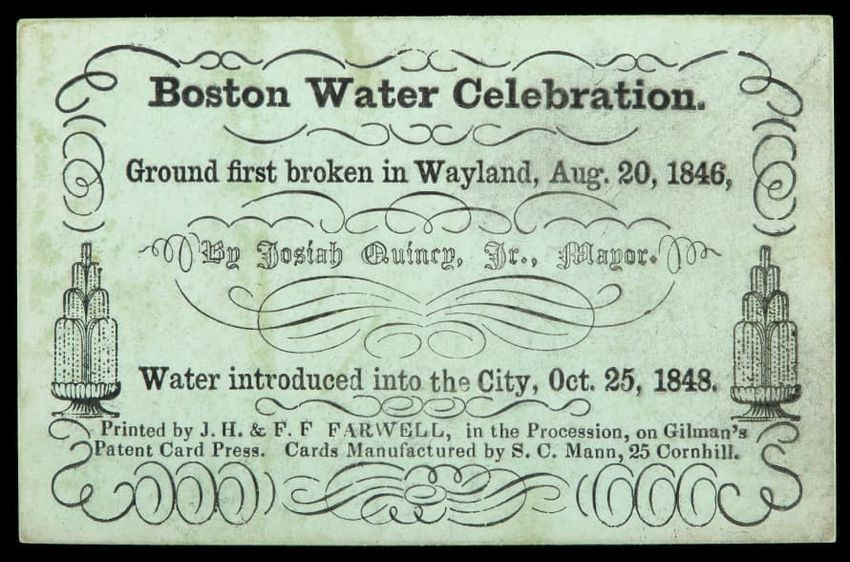 Boston Water Celebration.
Ground first broken in Wayland, Aug. 20, 1846,
By Josiah Quincy, Jr., Mayor.
Water introduced into the City, Oct. 25, 1848.
Printed by J. H. & F. F FARWELL, in the Procession, on Gilman's
Patent Card Press. Cards Manufactured by S. C. Mann, 25 Cornhill.